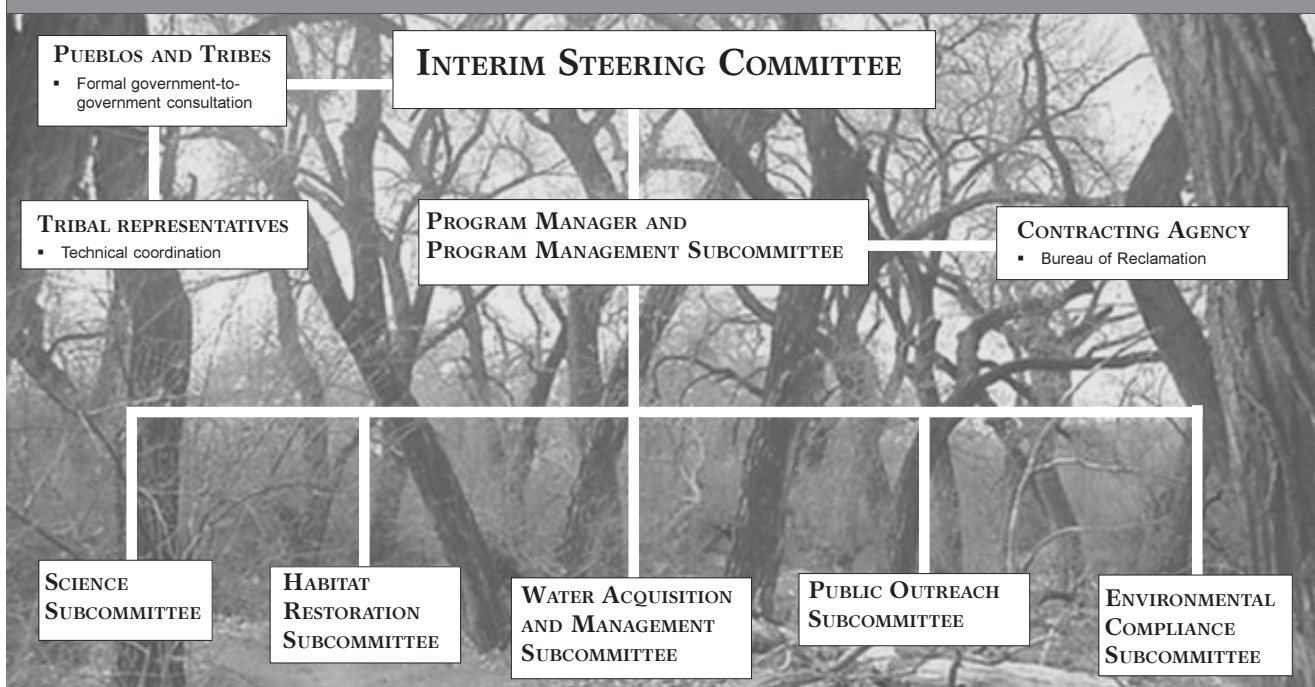 PUEBLOS AND TRIBES
▪ Formal government-to-
government consultation
INTERIM STEERING COMMITTEE
TRIBAL REPRESENTATIVES
▪ Technical coordination
PROGRAM MANAGER AND
PROGRAM MANAGEMENT SUBCOMMITTEE
CONTRACTING AGENCY
▪ Bureau of Reclamation
SCIENCE
SUBCOMMITTEE
HABITAT
RESTORATION
SUBCOMMITTEE
WATER ACQUISITION
AND MANAGEMENT
SUBCOMMITTEE
PUBLIC OUTREACH
SUBCOMMITTEE
ENVIRONMENTAL
COMPLIANCE
SUBCOMMITTEE